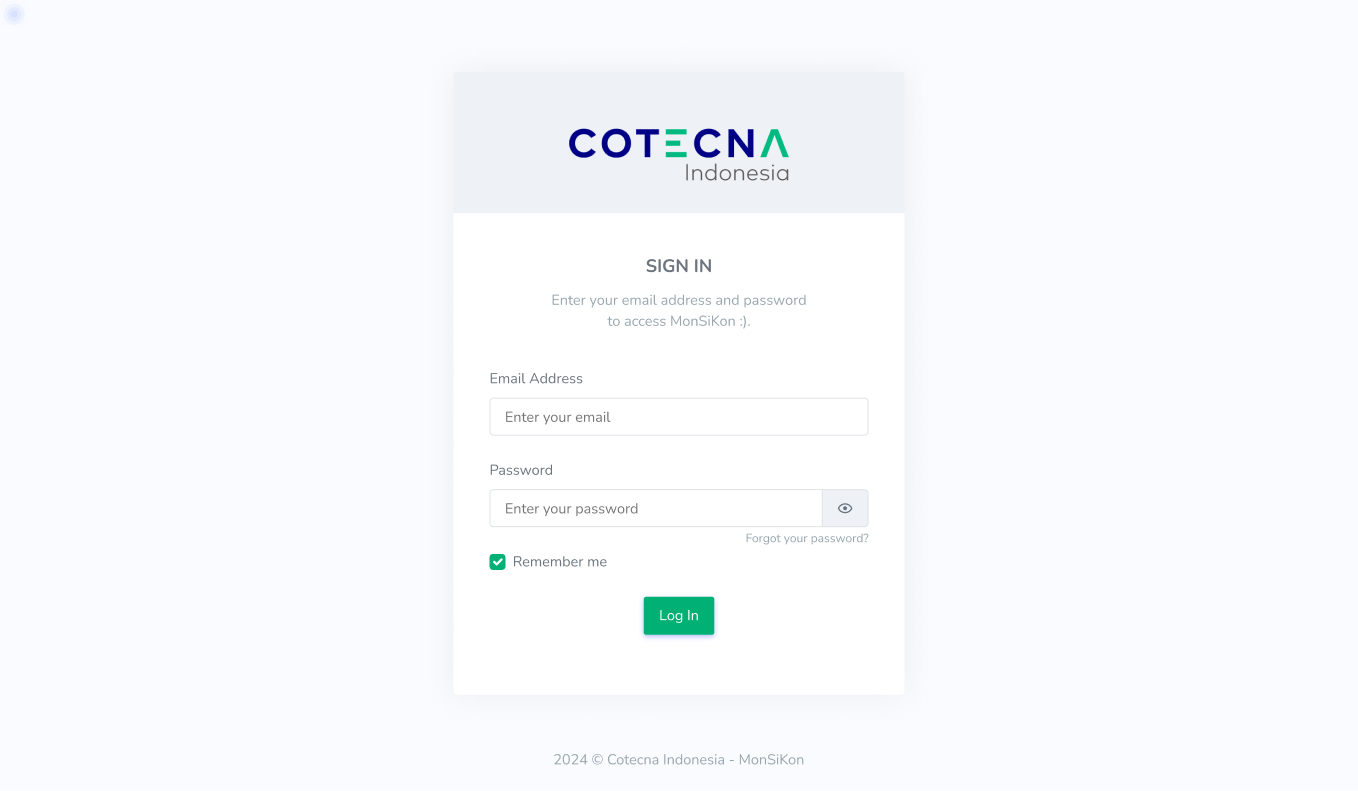 COTECNA
Indonesia
SIGN IN
Enter your email address and password
to access MonSiKon :).
Email Address
Enter your email
Password
Enter your password
Forgot your password?
Remember me
Log In
2024 © Cotecna Indonesia - MonSiKon